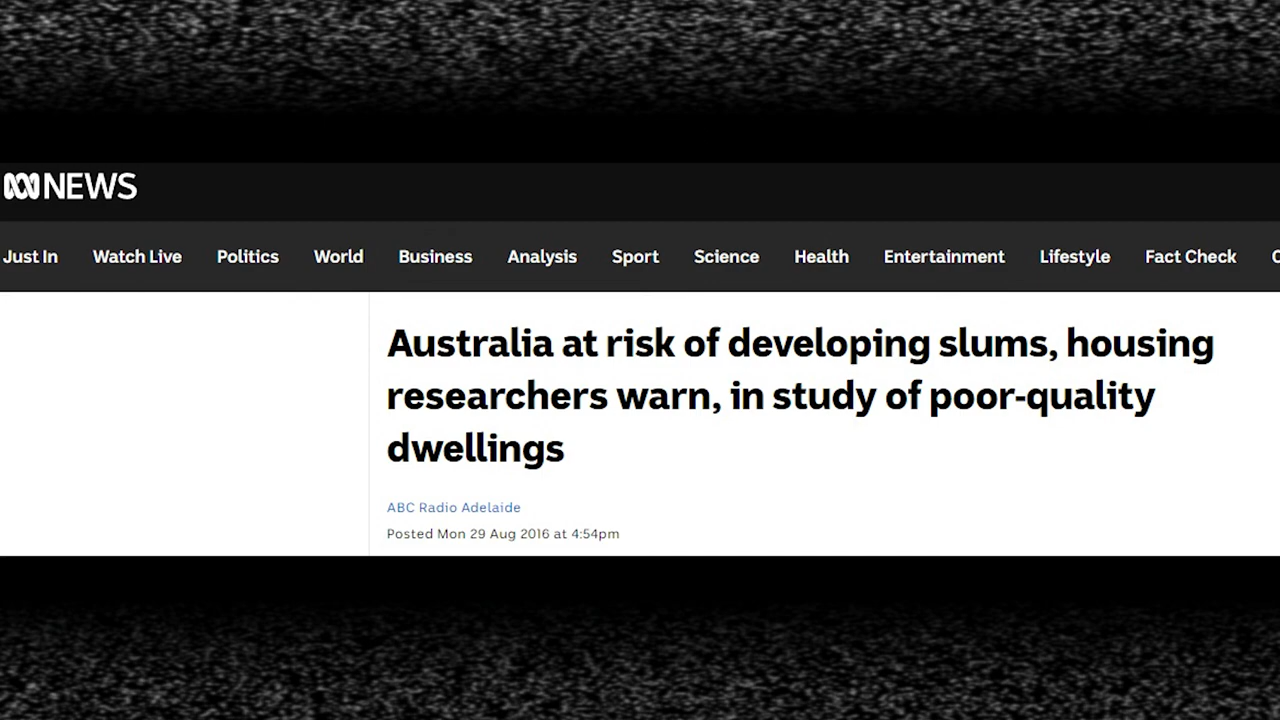 NEWS
Just In Watch Live Politics World Business Analysis Sport Science Health Entertainment Lifestyle Fact Check
Australia at risk of developing slums, housing
researchers warn, in study of poor-quality
dwellings
ABC Radio Adelaide
Posted Mon 29 Aug 2016 at 4:54pm